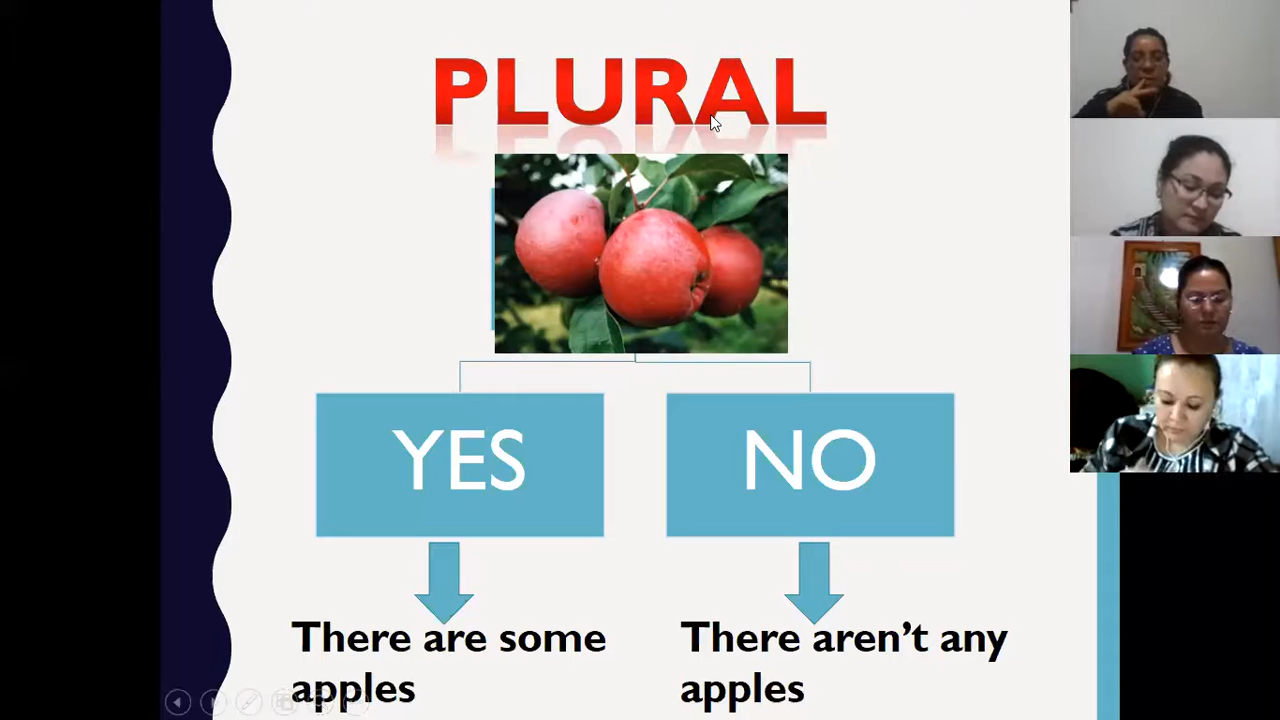 PLURAL
YES
NO
There are some
apples
There aren’t any
apples